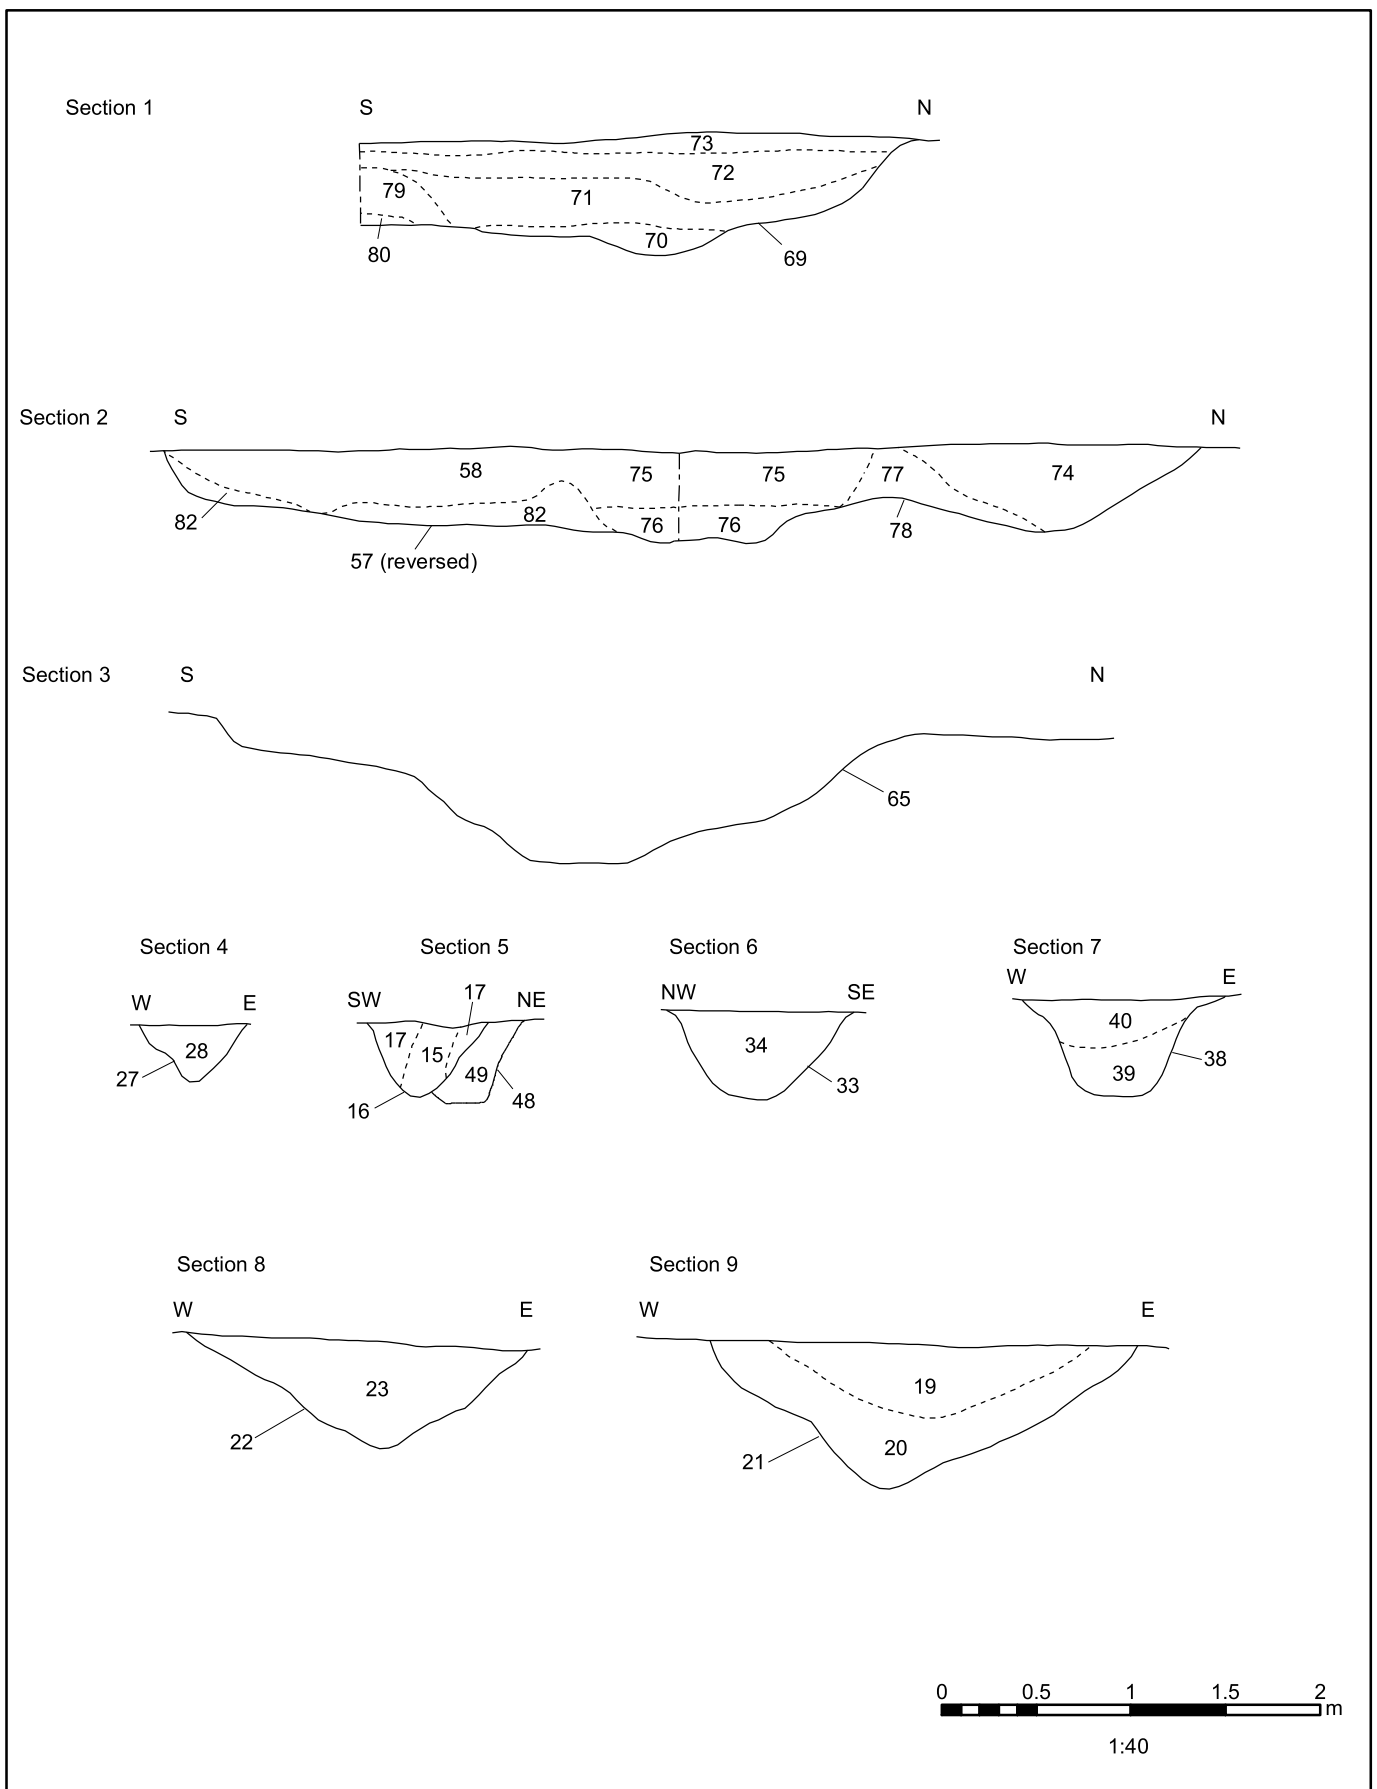 Section 1 S N
73
72
79
71
70
80
69
Section 2 S N
58 75 75 77 74
82
82 76 76 78
57 (reversed)
Section 3 S N
65
Section 4 Section 5 Section 6 Section 7
W E
SW 17 NE
NW SE
W E
28
27
17
15
49
16
48
34
33
40
39
38
Section 8 Section 9
W E W E
23
22
19
20
21
0 0.5 1 1.5 2
m
1:40